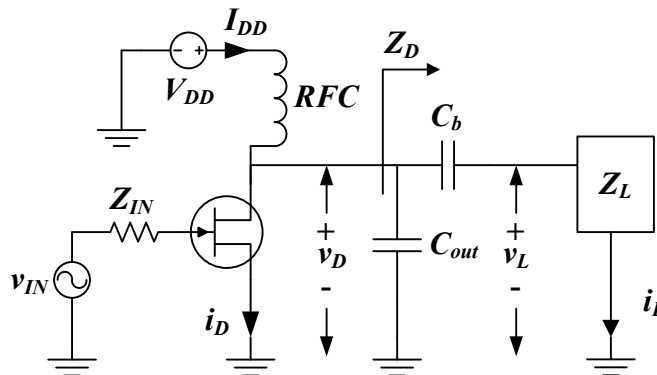 I_DD
Z_D
- +
V_DD
RFC
C_b
Z_IN
Z_L
+
v_D
-
C_out
+
v_L
-
v_IN
i_D